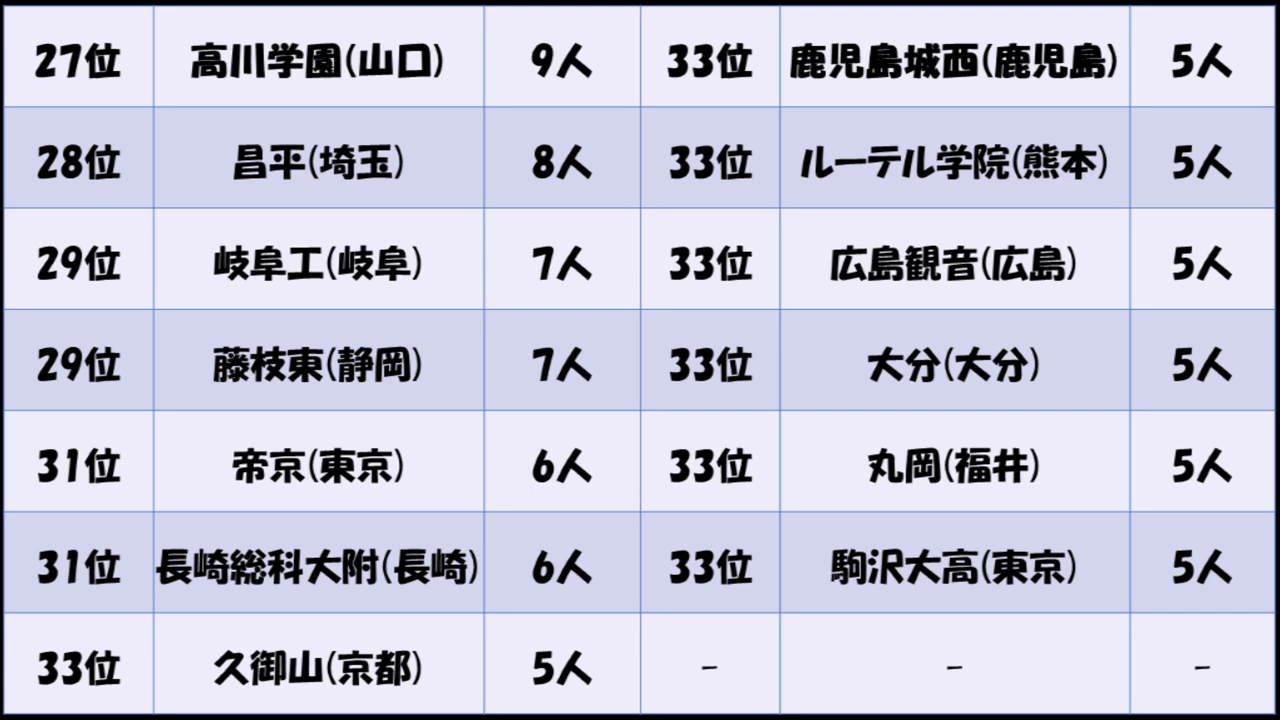 27位 高川学園(山口) 9人 33位 鹿児島城西(鹿児島) 5人
28位 昌平(埼玉) 8人 33位 ルーテル学院(熊本) 5人
29位 岐阜工(岐阜) 7人 33位 広島観音(広島) 5人
29位 藤枝東(静岡) 7人 33位 大分(大分) 5人
31位 帝京(東京) 6人 33位 丸岡(福井) 5人
31位 長崎総科大附(長崎) 6人 33位 駒沢大高(東京) 5人
33位 久御山(京都) 5人 - - -